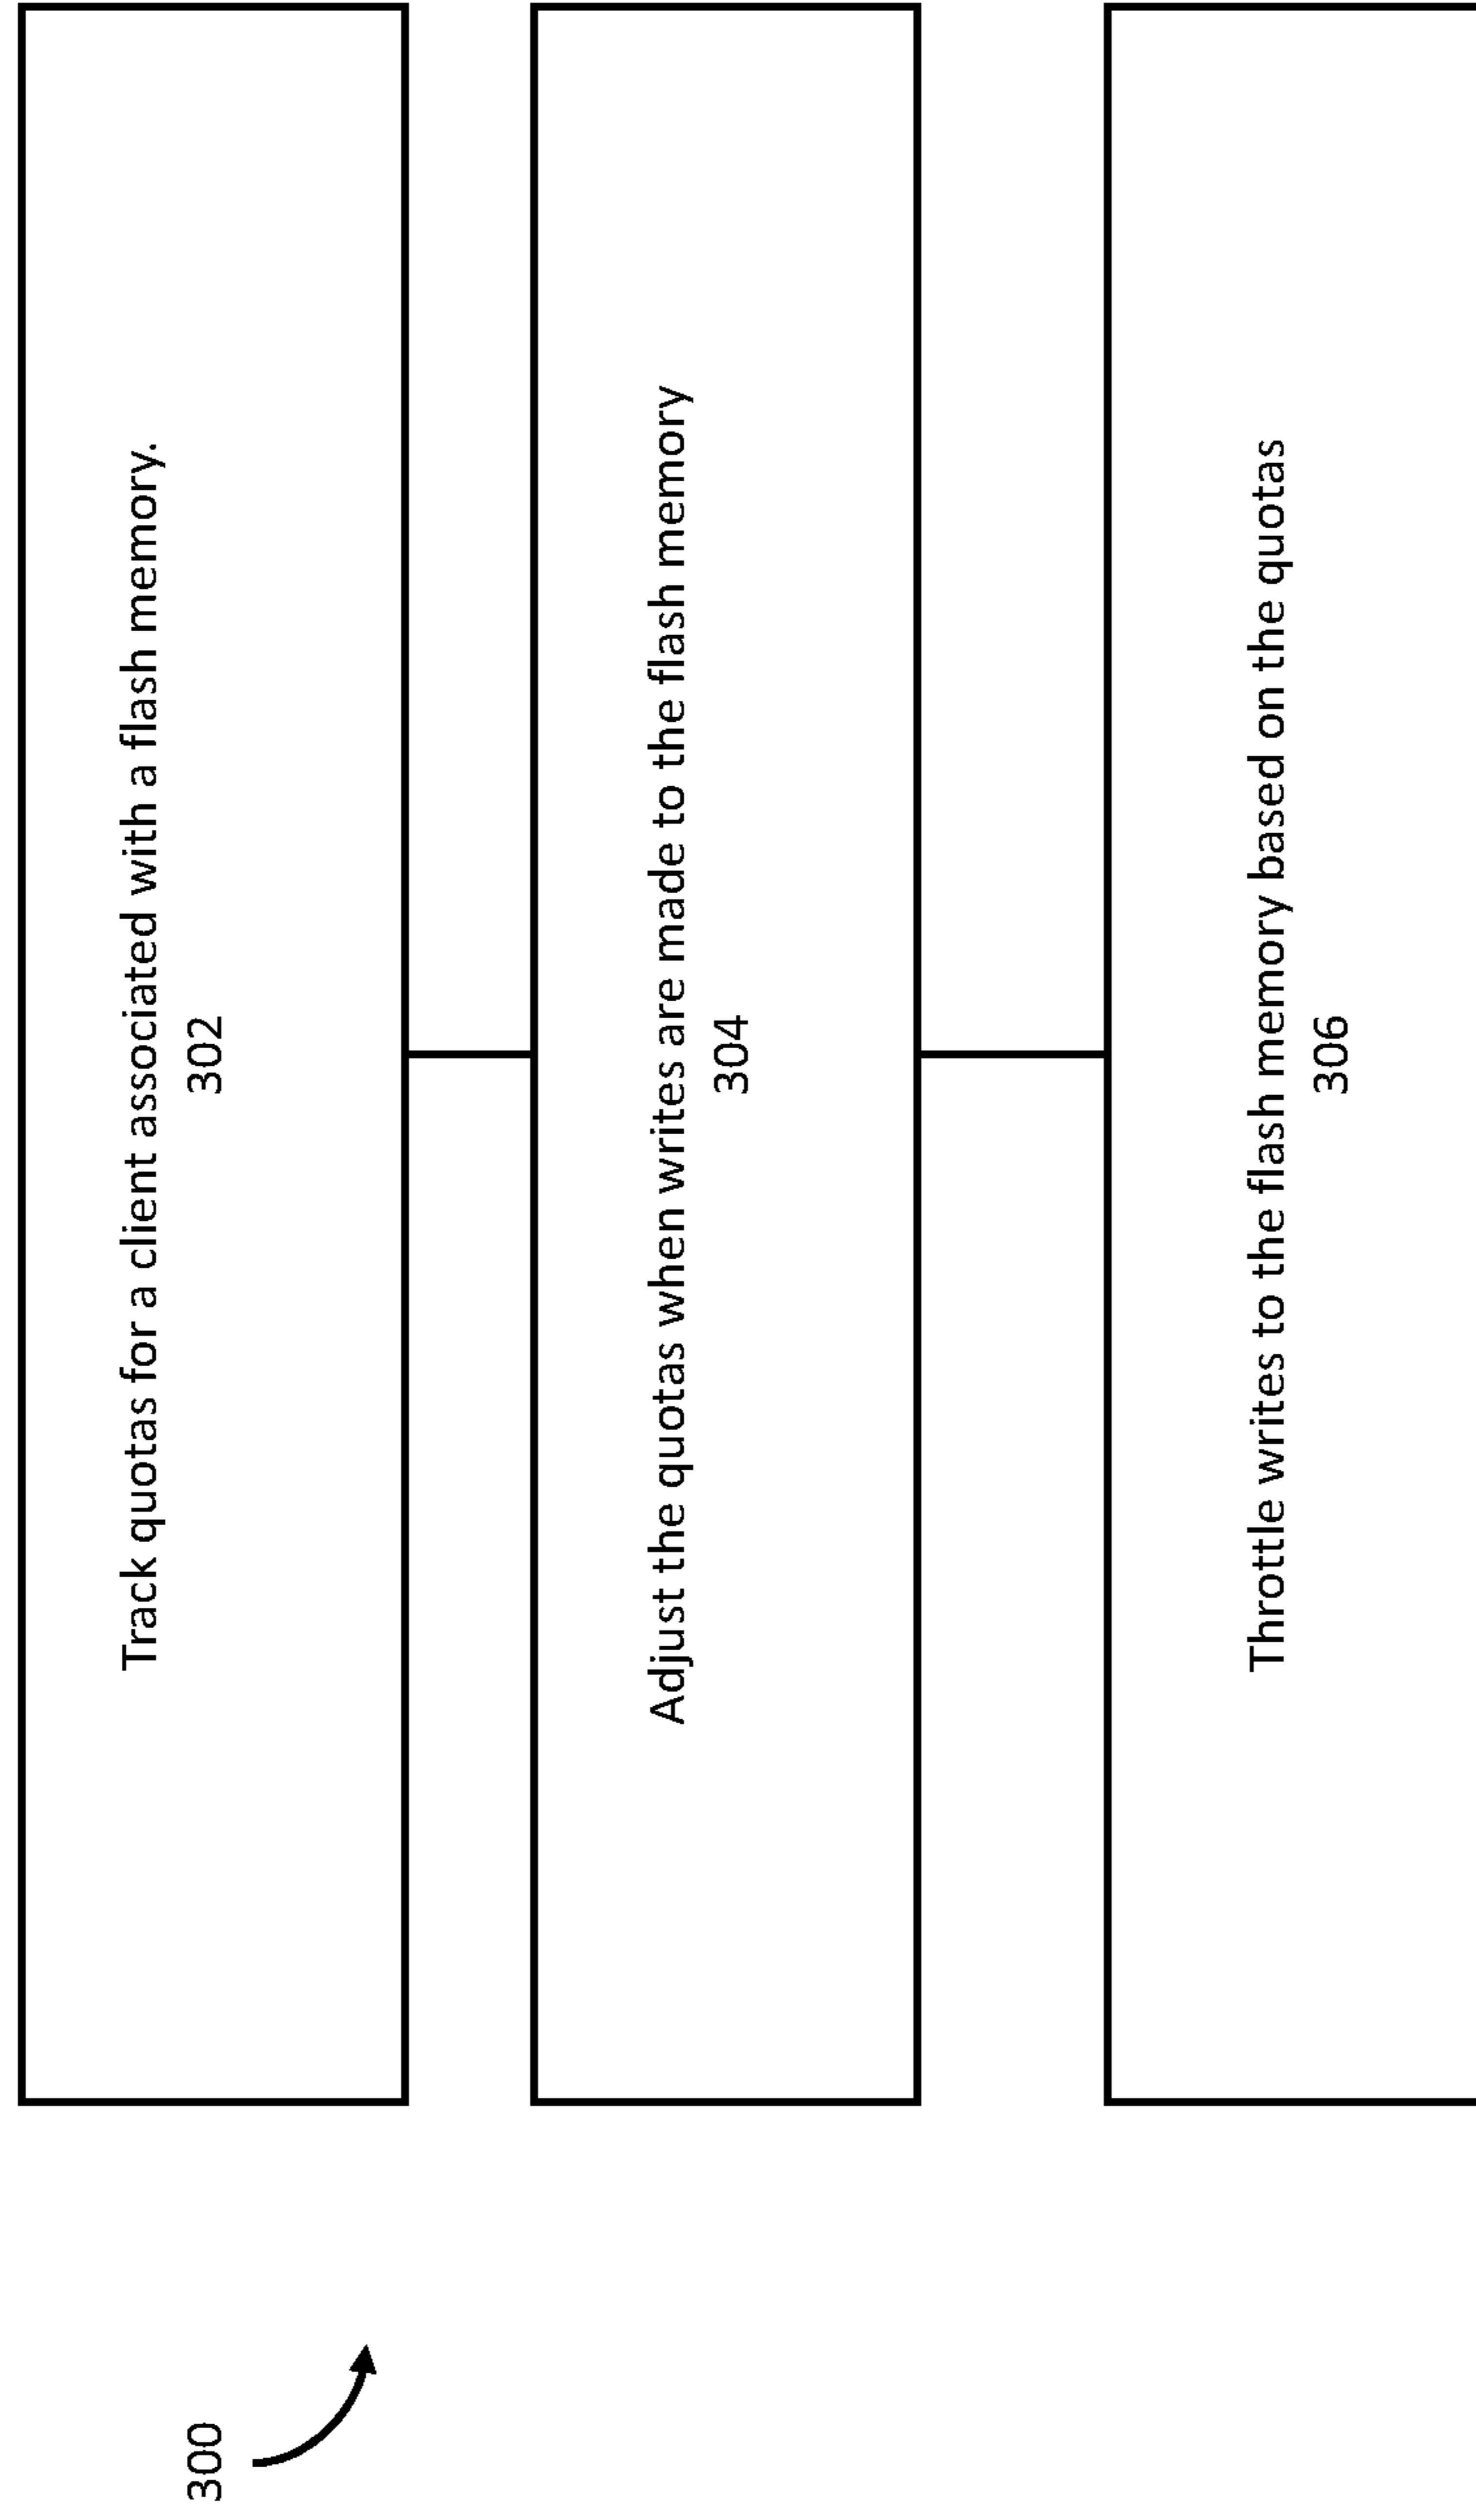 300
Track quotas for a client associated with a flash memory.
302
Adjust the quotas when writes are made to the flash memory
304
Throttle writes to the flash memory based on the quotas
306